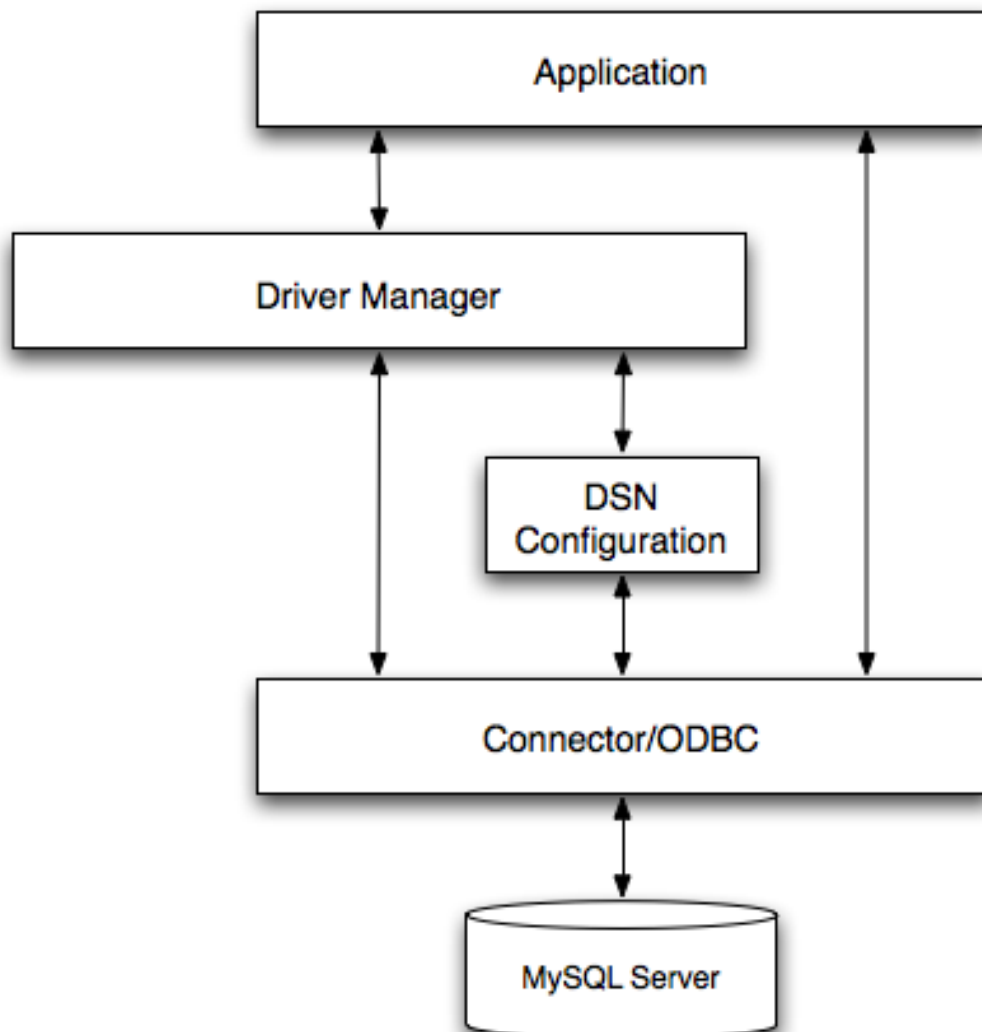 Application
Driver Manager
DSN
Configuration
Connector/ODBC
MySQL Server